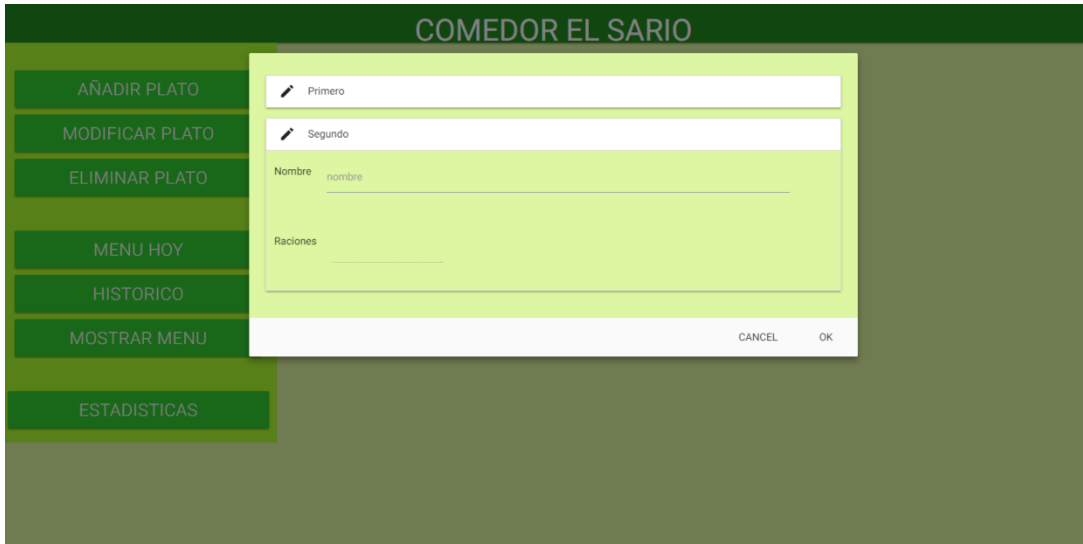 COMEDOR EL SARIO
AÑADIR PLATO
MODIFICAR PLATO
ELIMINAR PLATO
MENU HOY
HISTORICO
MOSTRAR MENU
ESTADISTICAS
Primero
Segundo
Nombre nombre
Raciones
CANCEL OK